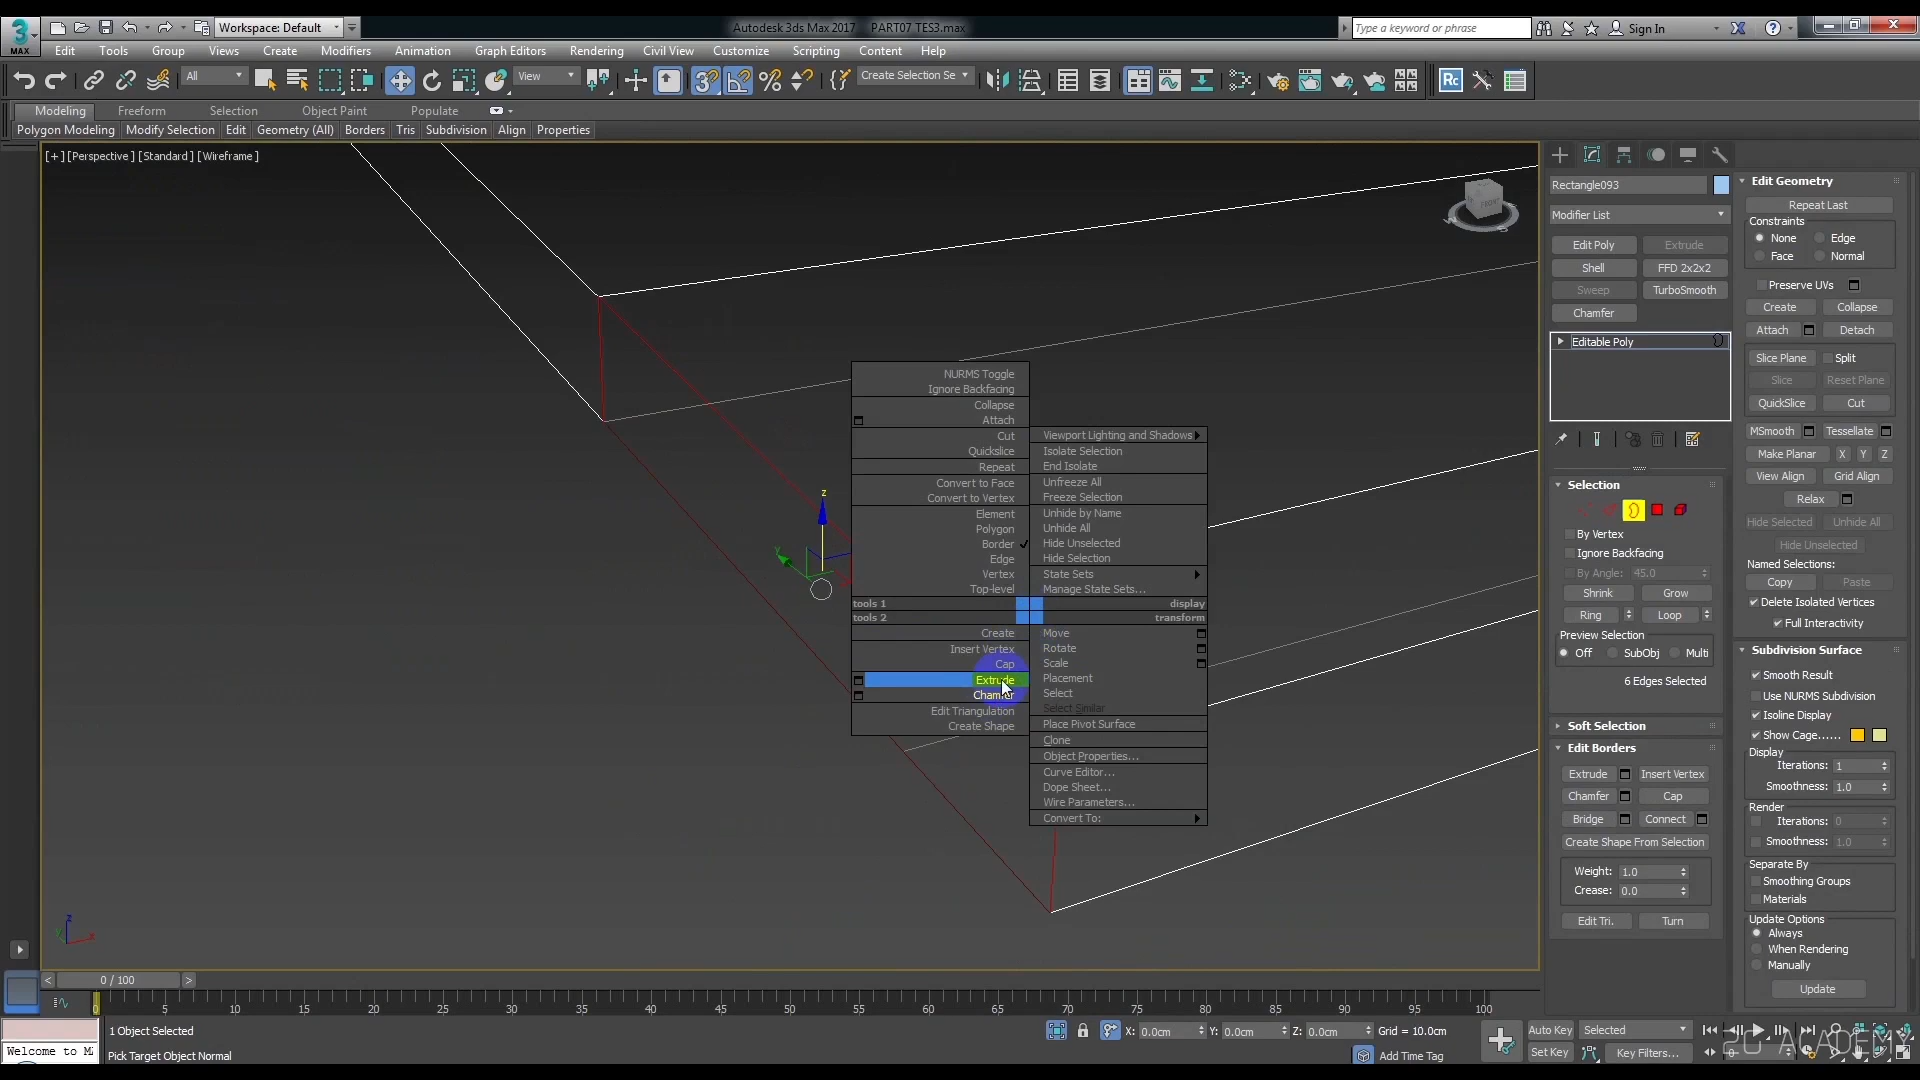 MAX
Workspace: Default
Autodesk 3ds Max 2017   PART07 TES3.max
Type a keyword or phrase
Sign In
Edit Tools Group Views Create Modifiers Animation Graph Editors Rendering Civil View Customize Scripting Content Help
All
View
Create Selection Se
Rc
Modeling Freeform Selection Object Paint Populate
Polygon Modeling Modify Selection Edit Geometry (All) Borders Tris Subdivision Align Properties
[+] [Perspective] [Standard] [Wireframe]
FRONT
z
y
NURMS Toggle
Ignore Backfacing
Collapse
Attach
Cut
Quickslice
Repeat
Convert to Face
Convert to Vertex
Element
Polygon
Border
Edge
Vertex
Top-level
tools 1
tools 2
Create
Insert Vertex
Cap
Extrude
Chamfer
Edit Triangulation
Create Shape
Viewport Lighting and Shadows
Isolate Selection
End Isolate
Unfreeze All
Freeze Selection
Unhide by Name
Unhide All
Hide Unselected
Hide Selection
State Sets
Manage State Sets...
display
transform
Move
Rotate
Scale
Placement
Select
Select Similar
Place Pivot Surface
Clone
Object Properties...
Curve Editor...
Dope Sheet...
Wire Parameters...
Convert To:
Rectangle093
Modifier List
Edit Poly Extrude
Shell FFD 2x2x2
Sweep TurboSmooth
Chamfer
Editable Poly
Selection
By Vertex
Ignore Backfacing
By Angle: 45.0
Shrink Grow
Ring Loop
Preview Selection
Off SubObj Multi
6 Edges Selected
Soft Selection
Edit Borders
Extrude Insert Vertex
Chamfer Cap
Bridge Connect
Create Shape From Selection
Weight: 1.0
Crease: 0.0
Edit Tri. Turn
Edit Geometry
Repeat Last
Constraints
None Edge
Face Normal
Preserve UVs
Create Collapse
Attach Detach
Slice Plane Split
Slice Reset Plane
QuickSlice Cut
MSmooth Tessellate
Make Planar X Y Z
View Align Grid Align
Relax
Hide Selected Unhide All
Hide Unselected
Named Selections:
Copy Paste
Delete Isolated Vertices
Full Interactivity
Subdivision Surface
Smooth Result
Use NURMS Subdivision
Isoline Display
Show Cage......
Display
Iterations: 1
Smoothness: 1.0
Render
Iterations: 0
Smoothness: 1.0
Separate By
Smoothing Groups
Materials
Update Options
Always
When Rendering
Manually
Update
z
x
< 0 / 100 >
0 5 10 15 20 25 30 35 40 45 50 55 60 65 70 75 80 85 90 95 100
1 Object Selected
X: 0.0cm Y: 0.0cm Z: 0.0cm Grid = 10.0cm
Auto Key Selected
Welcome to M
Pick Target Object Normal
Add Time Tag
Set Key Key Filters...
0
ACADEMY